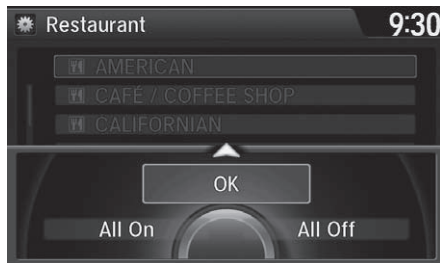 Restaurant 9:30
AMERICAN
CAFÉ / COFFEE SHOP
CALIFORNIAN
OK
All On All Off